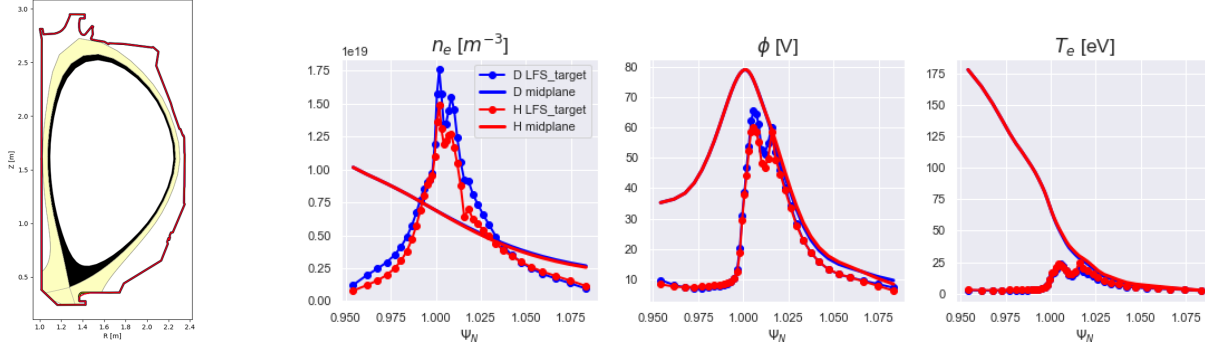 3.0
2.5
2.0
1.5
1.0
0.5
Z [m]
1.0 1.2 1.4 1.6 1.8 2.0 2.2 2.4
R [m]
n_e [m^{-3}]
1e19
1.75
1.50
1.25
1.00
0.75
0.50
0.25
0.00
D LFS_target
D midplane
H LFS_target
H midplane
0.955 0.975 1.000 1.025 1.050 1.075
Ψ_N
ϕ [V]
80
70
60
50
40
30
20
10
0.955 0.975 1.000 1.025 1.050 1.075
Ψ_N
T_e [eV]
175
150
125
100
75
50
25
0
0.955 0.975 1.000 1.025 1.050 1.075
Ψ_N